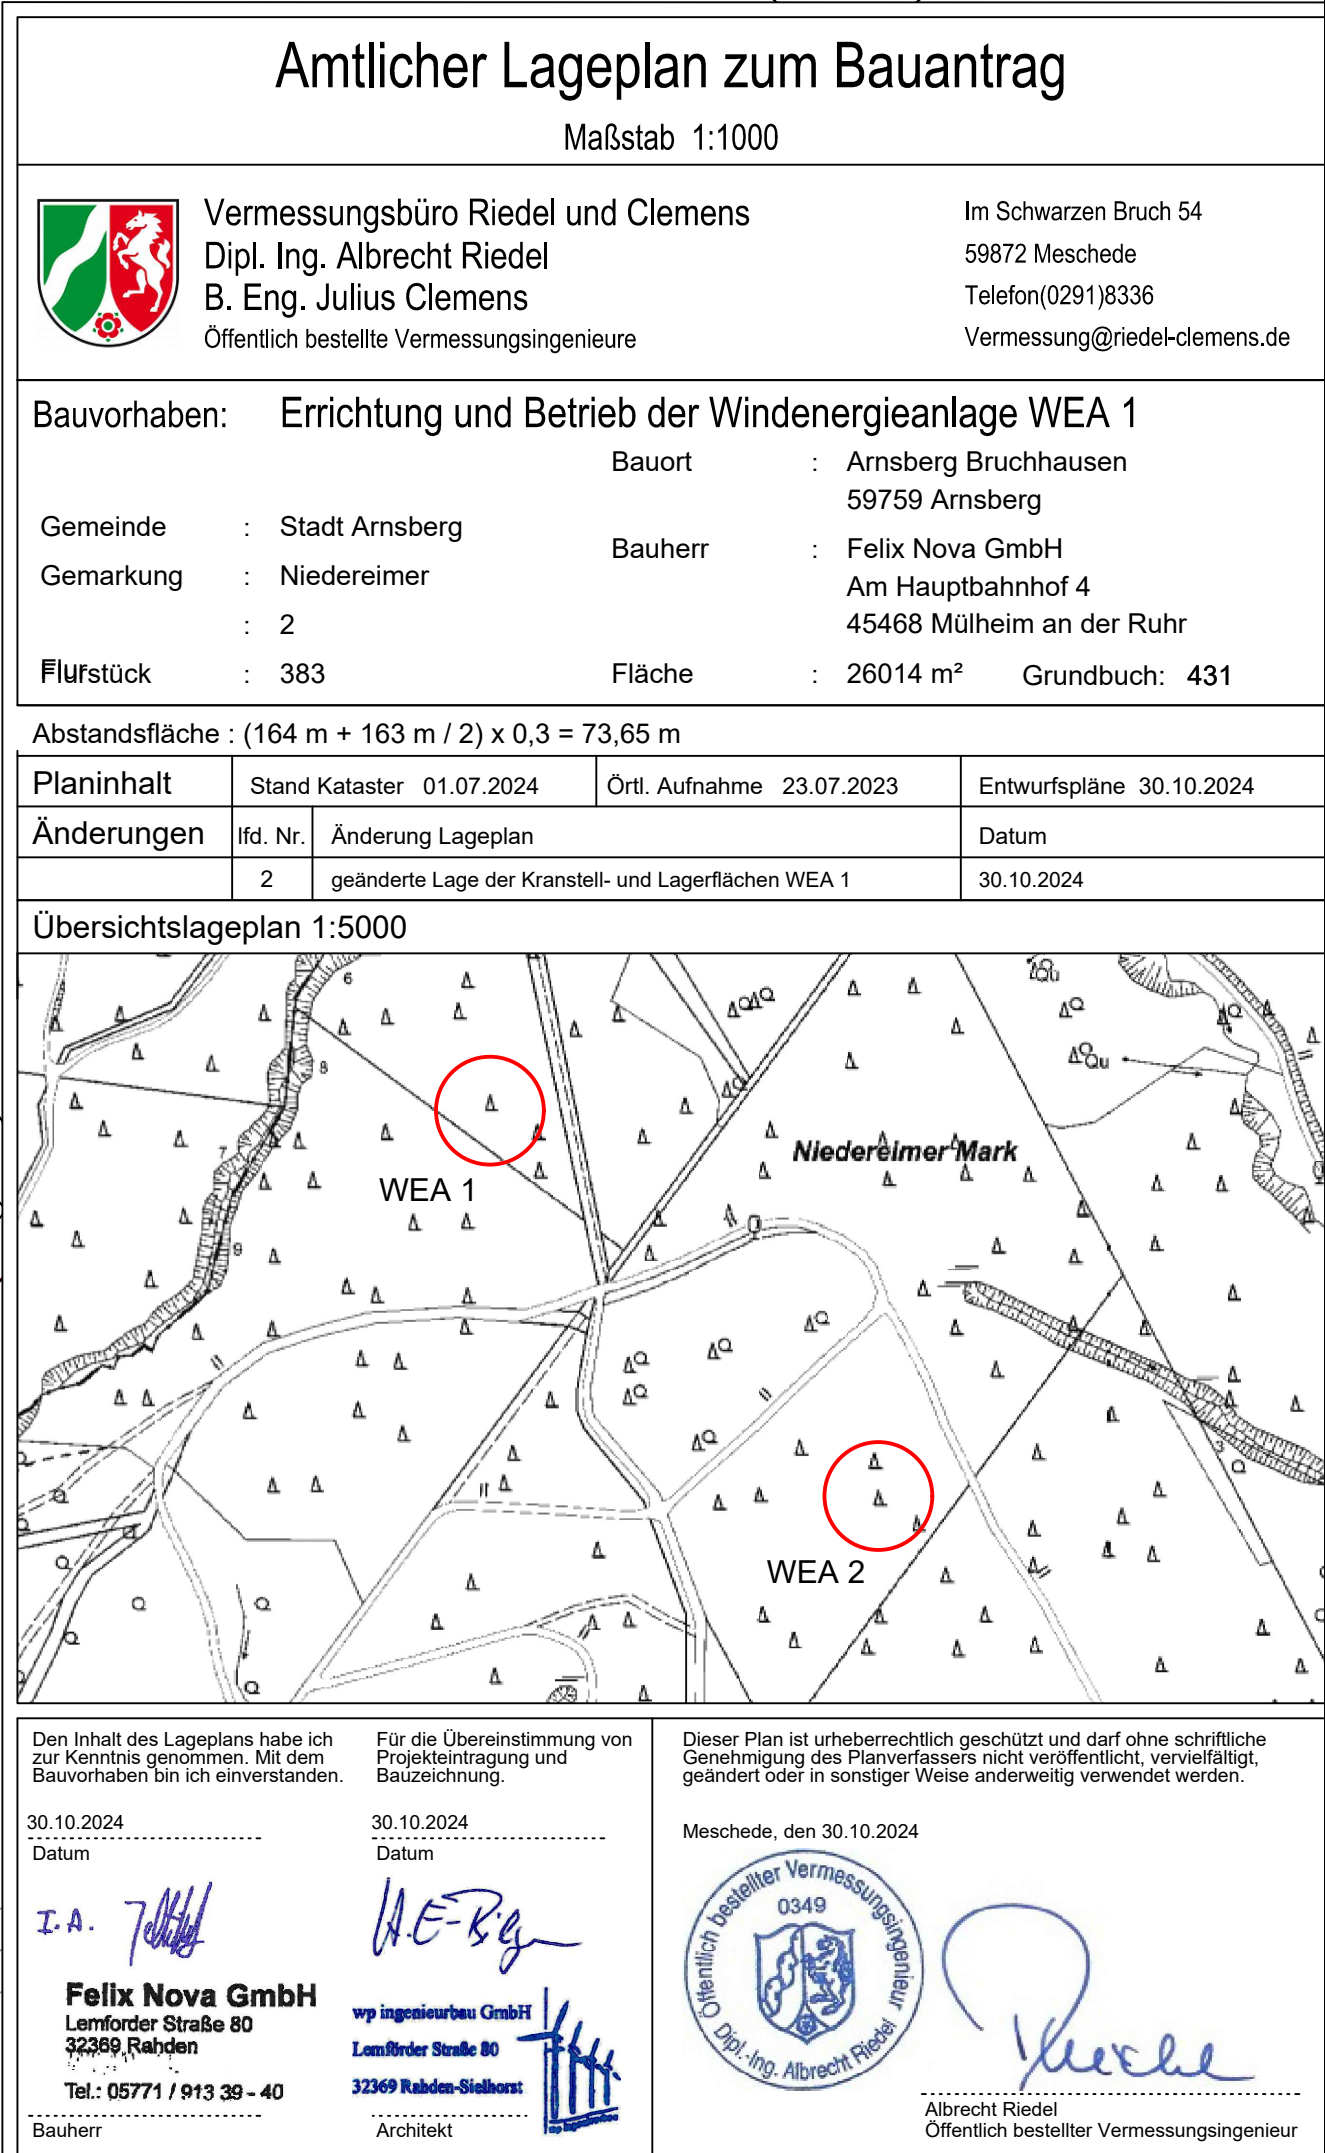 Amtlicher Lageplan zum Bauantrag
Maßstab 1:1000
Vermessungsbüro Riedel und Clemens
Dipl. Ing. Albrecht Riedel
B. Eng. Julius Clemens
Öffentlich bestellte Vermessungsingenieure
Im Schwarzen Bruch 54
59872 Meschede
Telefon(0291)8336
Vermessung@riedel-clemens.de
Bauvorhaben: Errichtung und Betrieb der Windenergieanlage WEA 1
Bauort : Arnsberg Bruchhausen
59759 Arnsberg
Gemeinde : Stadt Arnsberg
Bauherr : Felix Nova GmbH
Gemarkung : Niedereimer
Am Hauptbahnhof 4
Flur : 2
45468 Mülheim an der Ruhr
Flurstück : 383
Fläche : 26014 m² Grundbuch: 431
Abstandsfläche : (164 m + 163 m / 2) x 0,3 = 73,65 m
Planinhalt Stand Kataster 01.07.2024 Örtl. Aufnahme 23.07.2023 Entwurfspläne 30.10.2024
Änderungen lfd. Nr. Änderung Lageplan Datum
2 geänderte Lage der Kranstell- und Lagerflächen WEA 1 30.10.2024
Übersichtslageplan 1:5000
6
Qu
8
Qu
7
Niedereimer Mark
WEA 1
9
3
WEA 2
Den Inhalt des Lageplans habe ich
zur Kenntnis genommen. Mit dem
Bauvorhaben bin ich einverstanden.
30.10.2024
Datum
I.A.
Felix Nova GmbH
Lemforder Straße 80
32369 Rahden
Tel.: 05771 / 913 39 - 40
Bauherr
Für die Übereinstimmung von
Projekteintragung und
Bauzeichnung.
30.10.2024
Datum
wp ingenieurbau GmbH
Lemförder Straße 80
32369 Rahden-Sielhorst
wp ingenieurbau
Architekt
Dieser Plan ist urheberrechtlich geschützt und darf ohne schriftliche
Genehmigung des Planverfassers nicht veröffentlicht, vervielfältigt,
geändert oder in sonstiger Weise anderweitig verwendet werden.
Meschede, den 30.10.2024
Öffentlich bestellter Vermessungsingenieur
0349
Dipl.-Ing. Albrecht Riedel
Albrecht Riedel
Öffentlich bestellter Vermessungsingenieur